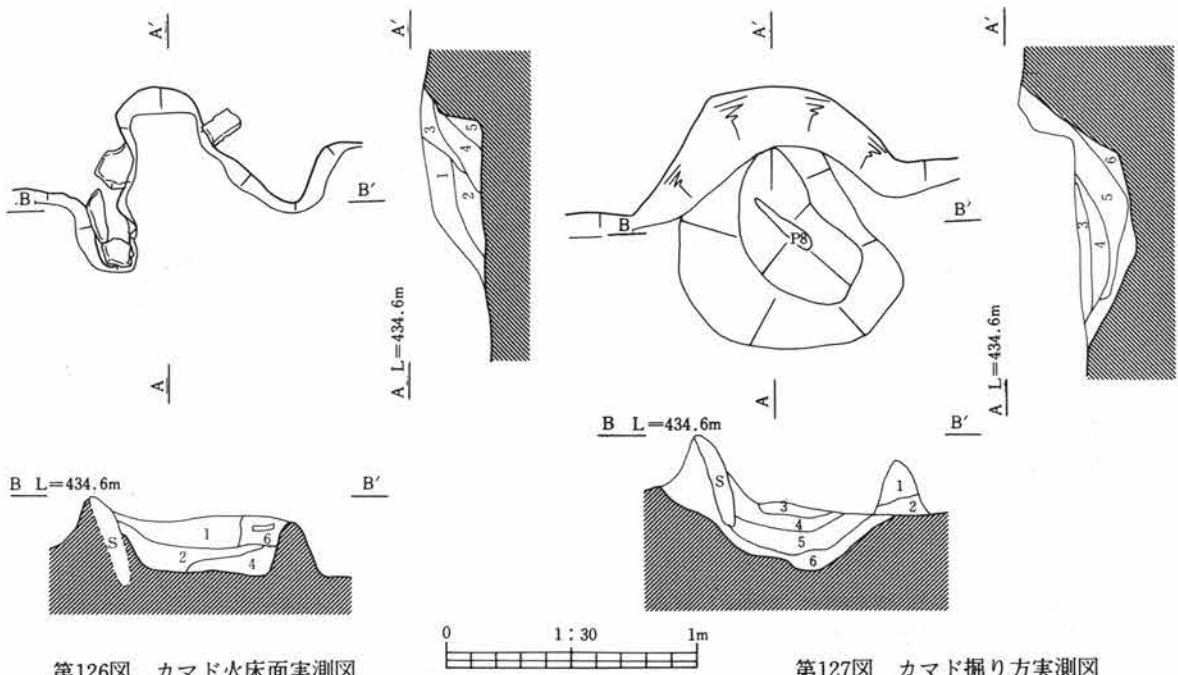 A′
A′
A′
A′
3
5
4
1
2
B
B′
A
A L=434.6m
6
5
3
4
B
P8
B′
A
A L=434.6m
B L=434.6m
B′
S
1
2
6
4
B L=434.6m
B′
S
3
4
5
6
1
2
0
1:30
1m
第126図 カマド火床面実測図
第127図 カマド掘り方実測図